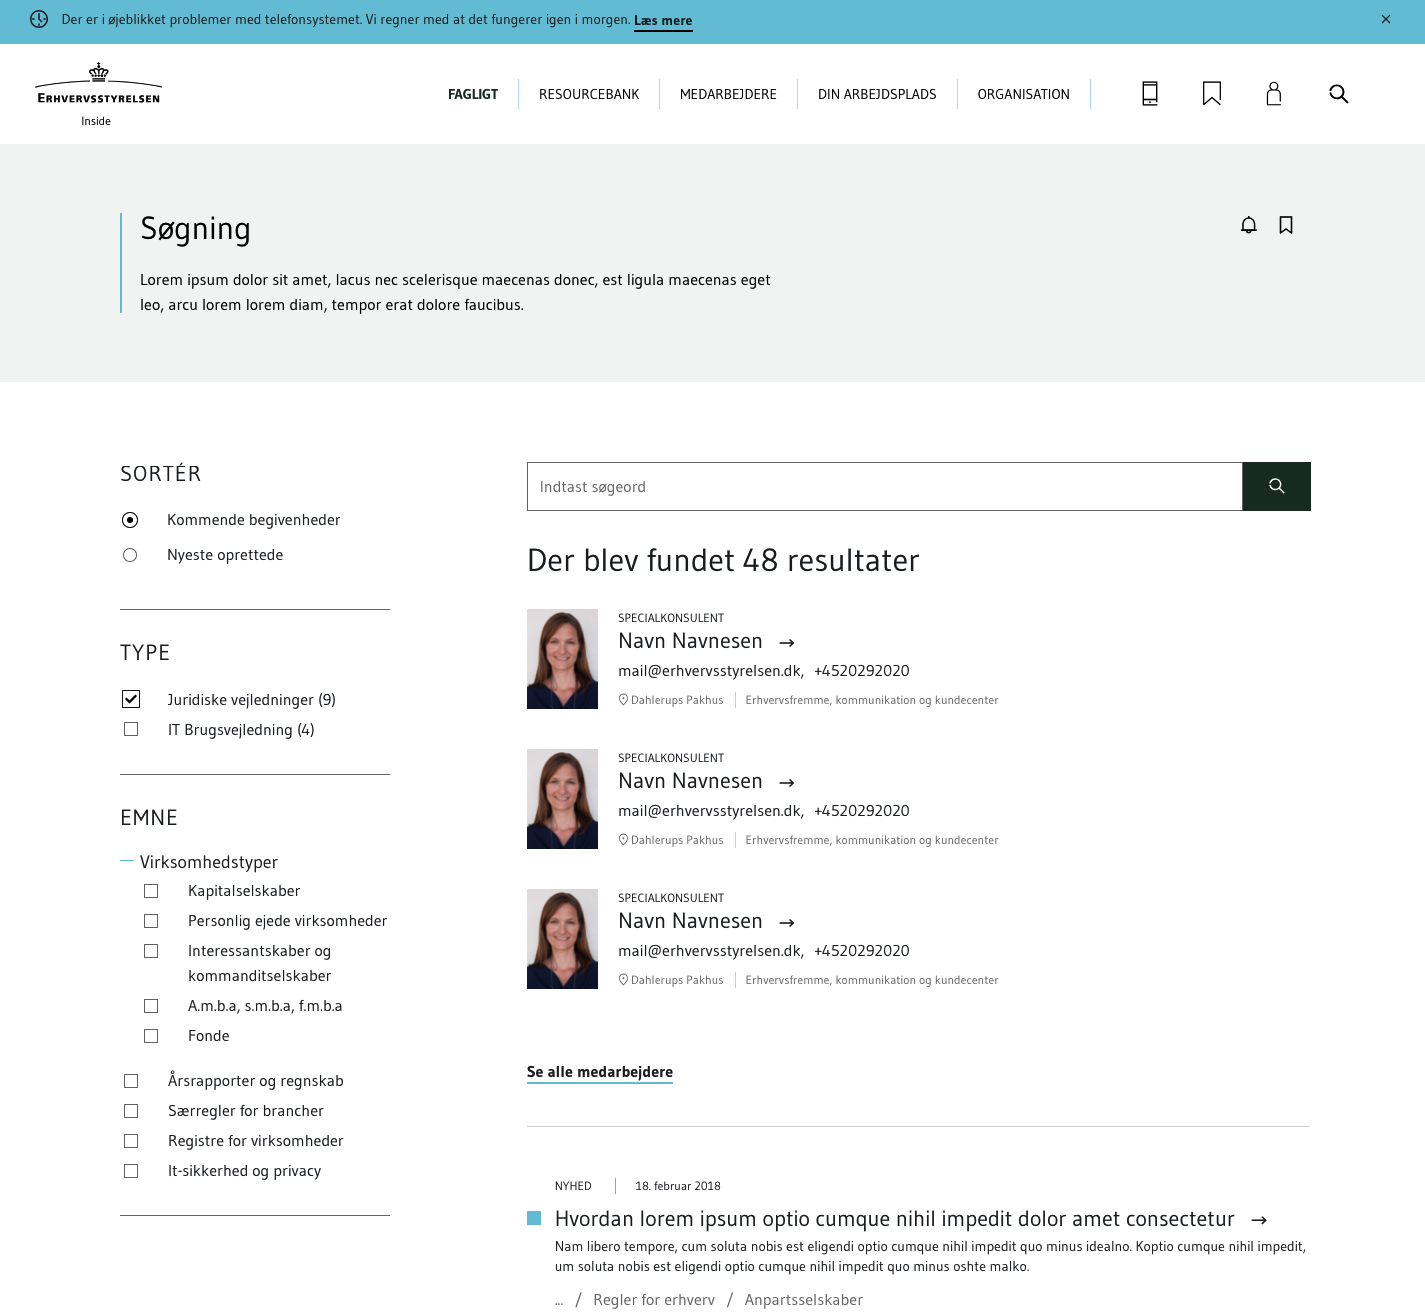 Der er i øjeblikket problemer med telefonsystemet. Vi regner med at det fungerer igen i morgen. Læs mere
ERHVERVSSTYRELSEN
Inside
FAGLIGT
RESOURCEBANK
MEDARBEJDERE
DIN ARBEJDSPLADS
ORGANISATION
Søgning
Lorem ipsum dolor sit amet, lacus nec scelerisque maecenas donec, est ligula maecenas eget
leo, arcu lorem lorem diam, tempor erat dolore faucibus.
SORTÉR
Kommende begivenheder
Nyeste oprettede
TYPE
Juridiske vejledninger (9)
IT Brugsvejledning (4)
EMNE
Virksomhedstyper
Kapitalselskaber
Personlig ejede virksomheder
Interessantskaber og
kommanditselskaber
A.m.b.a, s.m.b.a, f.m.b.a
Fonde
Årsrapporter og regnskab
Særregler for brancher
Registre for virksomheder
It-sikkerhed og privacy
Indtast søgeord
Der blev fundet 48 resultater
SPECIALKONSULENT
Navn Navnesen →
mail@erhvervsstyrelsen.dk, +4520292020
Dahlerups Pakhus | Erhvervsfremme, kommunikation og kundecenter
SPECIALKONSULENT
Navn Navnesen →
mail@erhvervsstyrelsen.dk, +4520292020
Dahlerups Pakhus | Erhvervsfremme, kommunikation og kundecenter
SPECIALKONSULENT
Navn Navnesen →
mail@erhvervsstyrelsen.dk, +4520292020
Dahlerups Pakhus | Erhvervsfremme, kommunikation og kundecenter
Se alle medarbejdere
NYHED | 18. februar 2018
Hvordan lorem ipsum optio cumque nihil impedit dolor amet consectetur →
Nam libero tempore, cum soluta nobis est eligendi optio cumque nihil impedit quo minus idealno. Koptio cumque nihil impedit,
um soluta nobis est eligendi optio cumque nihil impedit quo minus oshte malko.
... / Regler for erhverv / Anpartsselskaber